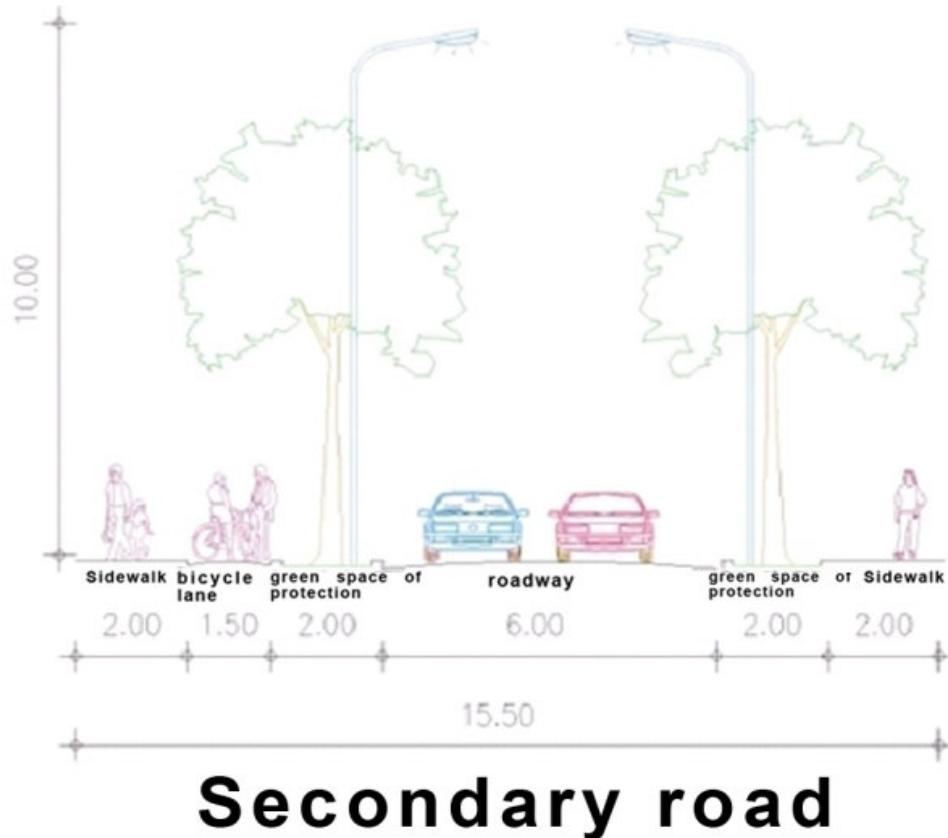 10.00
Sidewalk bicycle lane green space of protection roadway green space of protection Sidewalk
2.00 1.50 2.00 6.00 2.00 2.00
15.50
Secondary road